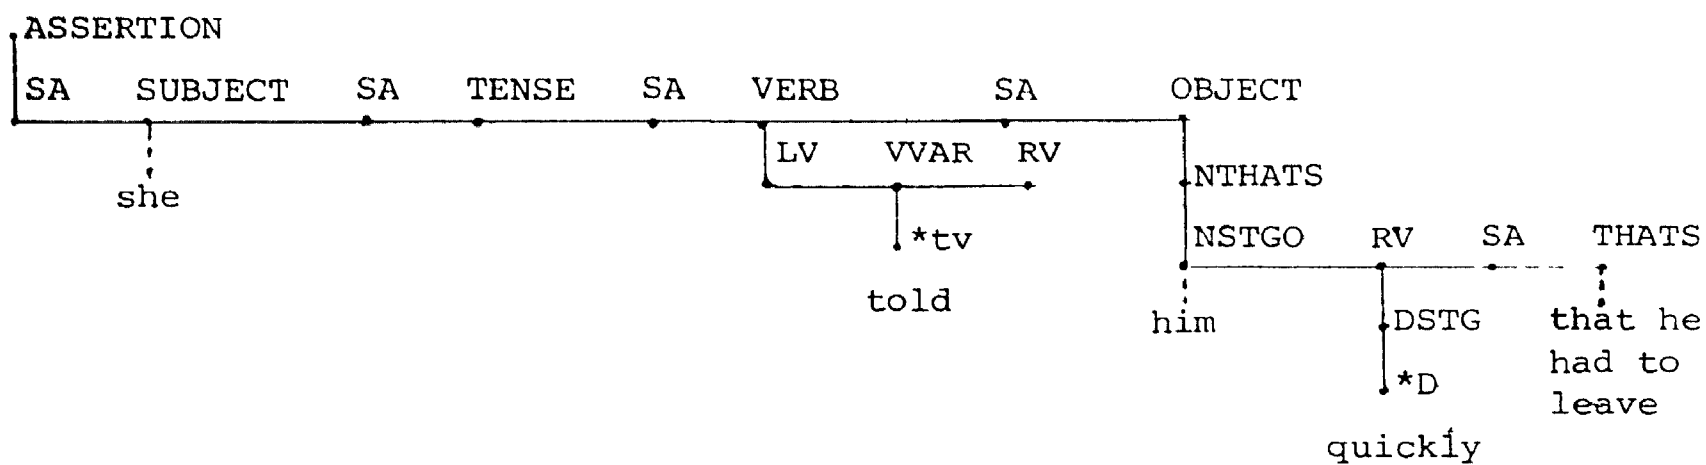 ASSERTION
SA SUBJECT SA TENSE SA VERB SA OBJECT
LV VVAR RV
NTHATS
she
NSTGO RV SA THATS
*tv
told
him DSTG that he
had to
*D
leave
quickly